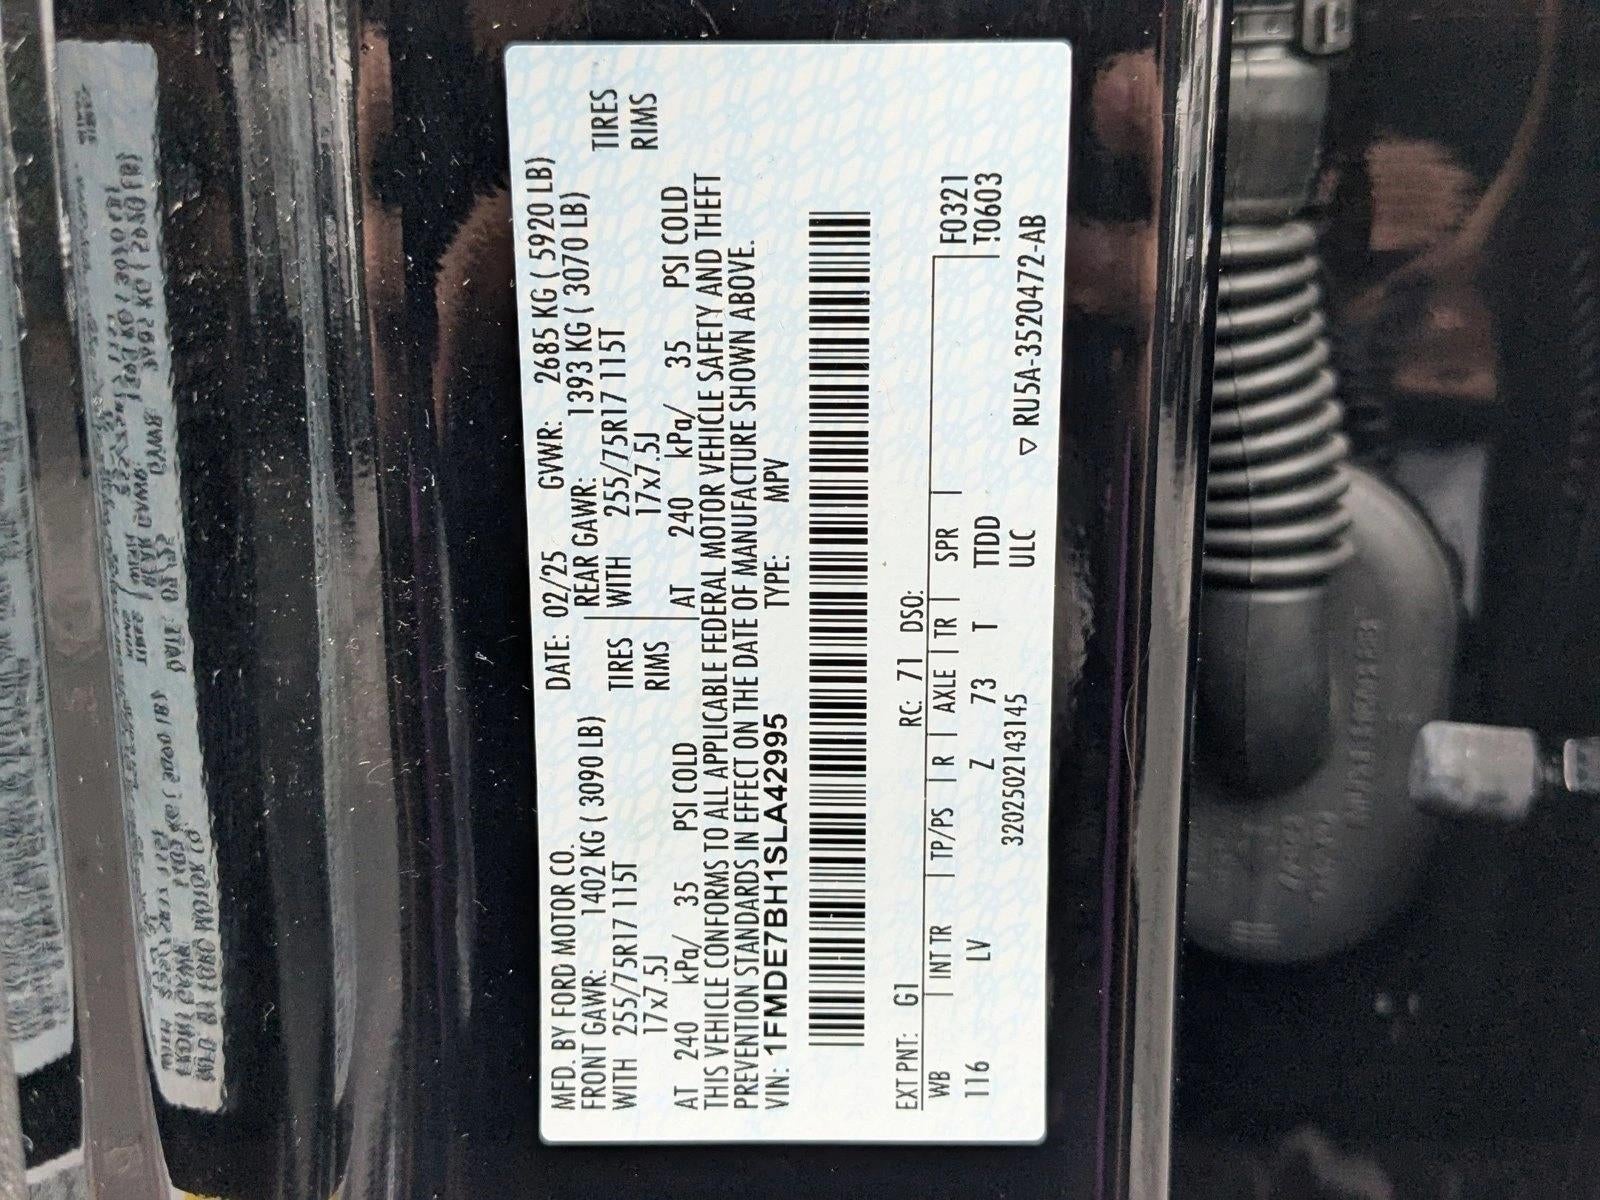 MFD. BY FORD MOTOR CO. DATE: 02/25 GVWR: 2685 KG ( 5920 LB)
FRONT GAWR: 1402 KG ( 3090 LB) REAR GAWR: 1393 KG ( 3070 LB)
WITH 255/75R17 115T TIRES WITH 255/75R17 115T TIRES
17x7.5J RIMS 17x7.5J RIMS
AT 240 kPa/ 35 PSI COLD AT 240 kPa/ 35 PSI COLD
THIS VEHICLE CONFORMS TO ALL APPLICABLE FEDERAL MOTOR VEHICLE SAFETY AND THEFT
PREVENTION STANDARDS IN EFFECT ON THE DATE OF MANUFACTURE SHOWN ABOVE.
VIN: 1FMDE7BH1SLA42995 TYPE: MPV
EXT PNT: G1 RC: 71 DSO: F0321
WB INT TR TP/PS R AXLE TR SPR T0603
116 LV Z 73 T TTDD
3202502143145 ULC ▽ RU5A-3520472-AB